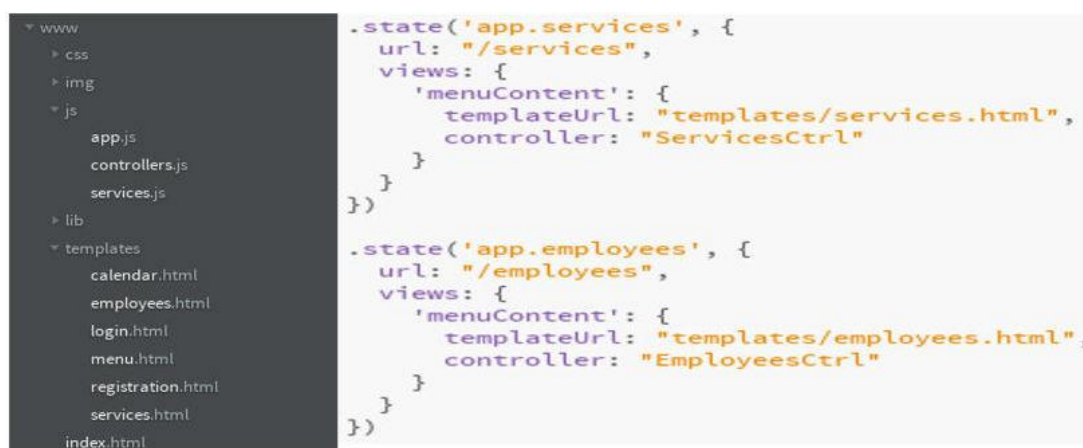 www
css
img
js
app.js
controllers.js
services.js
lib
templates
calendar.html
employees.html
login.html
menu.html
registration.html
services.html
index.html
.state('app.services', {
  url: "/services",
  views: {
    'menuContent': {
      templateUrl: "templates/services.html",
      controller: "ServicesCtrl"
    }
  }
})
.state('app.employees', {
  url: "/employees",
  views: {
    'menuContent': {
      templateUrl: "templates/employees.html",
      controller: "EmployeesCtrl"
    }
  }
})